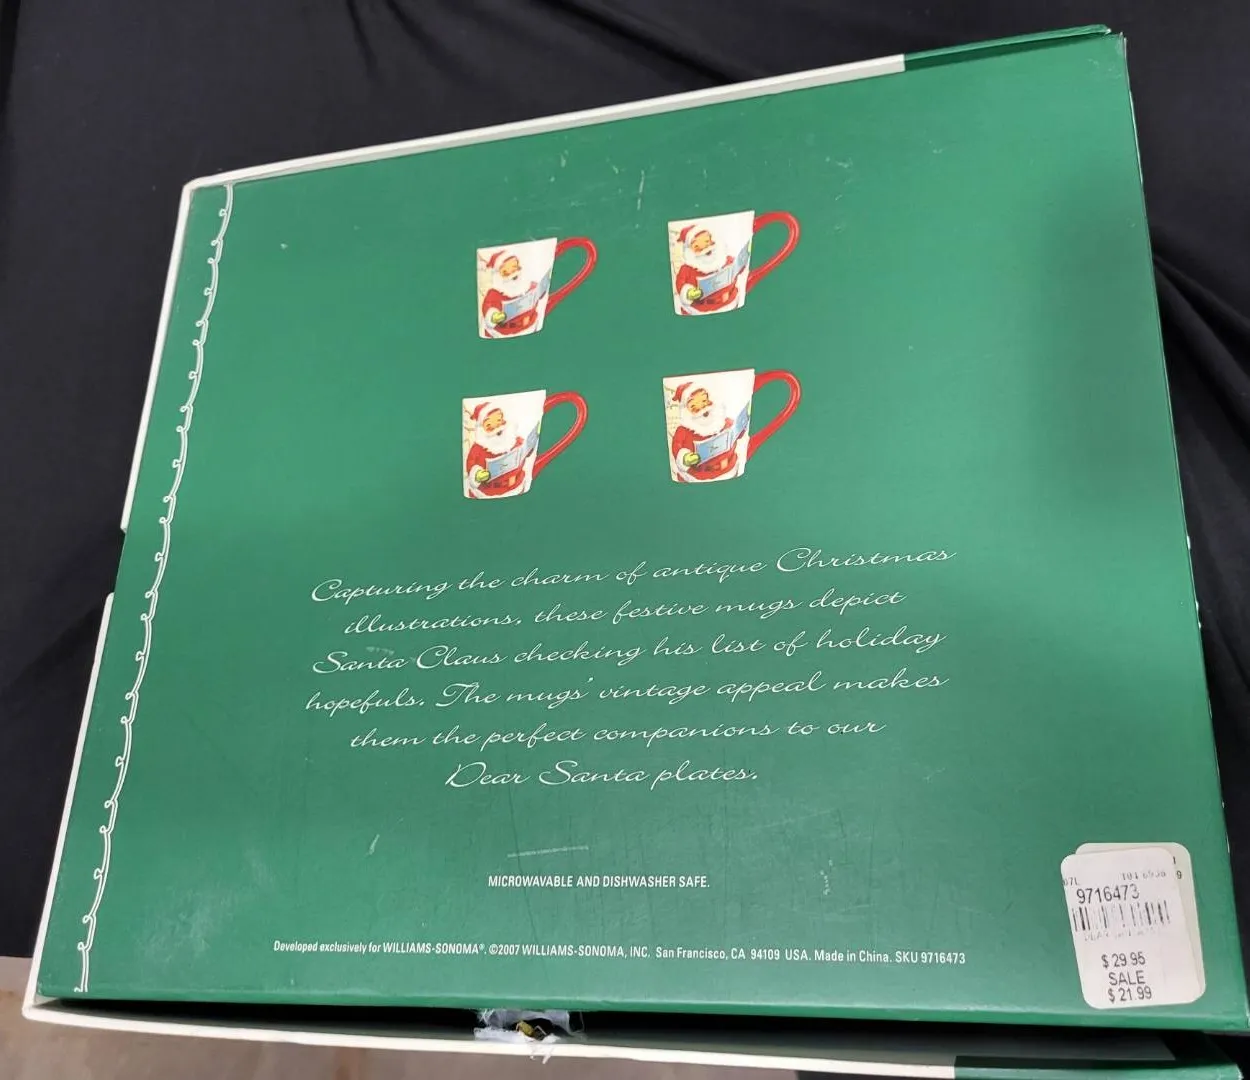 Capturing the charm of antique Christmas
illustrations, these festive mugs depict
Santa Claus checking his list of holiday
hopefuls. The mugs' vintage appeal makes
them the perfect companions to our
Dear Santa plates.
MICROWAVABLE AND DISHWASHER SAFE.
Developed exclusively for WILLIAMS-SONOMA®. ©2007 WILLIAMS-SONOMA, INC. San Francisco, CA 94109 USA. Made in China. SKU 9716473
9716473
$29.95
SALE
$21.99